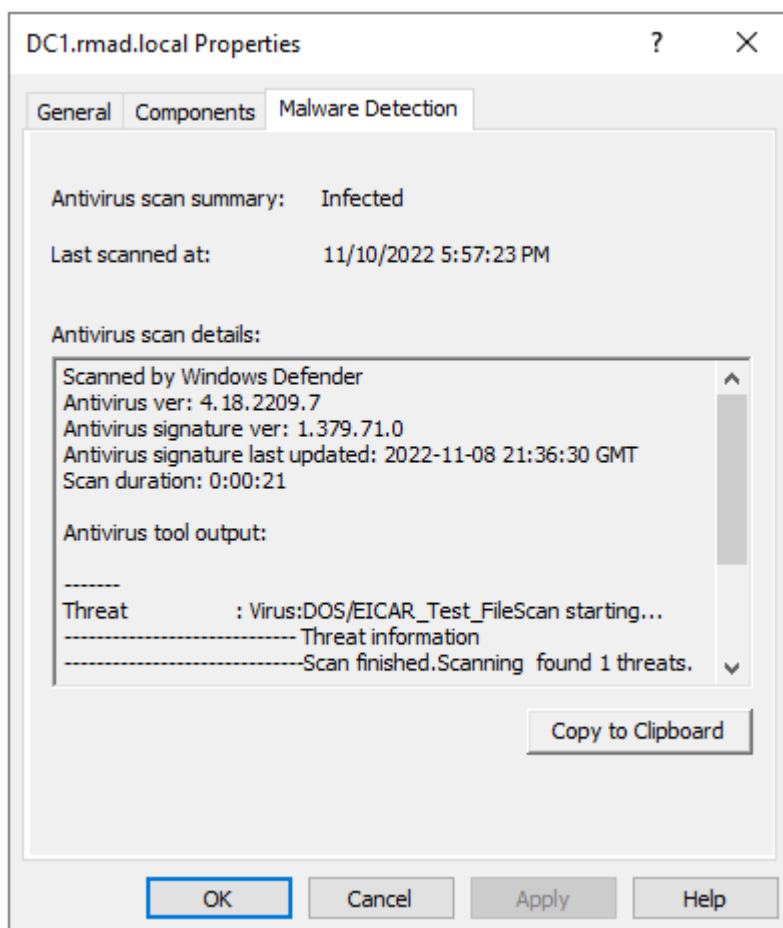 DC1.rmad.local Properties
?
General Components Malware Detection
Antivirus scan summary: Infected
Last scanned at: 11/10/2022 5:57:23 PM
Antivirus scan details:
Scanned by Windows Defender
Antivirus ver: 4.18.2209.7
Antivirus signature ver: 1.379.71.0
Antivirus signature last updated: 2022-11-08 21:36:30 GMT
Scan duration: 0:00:21
Antivirus tool output:
-------
Threat : Virus:DOS/EICAR_Test_FileScan starting...
----------------------------- Threat information
------------------------------Scan finished.Scanning found 1 threats.
Copy to Clipboard
OK Cancel Apply Help